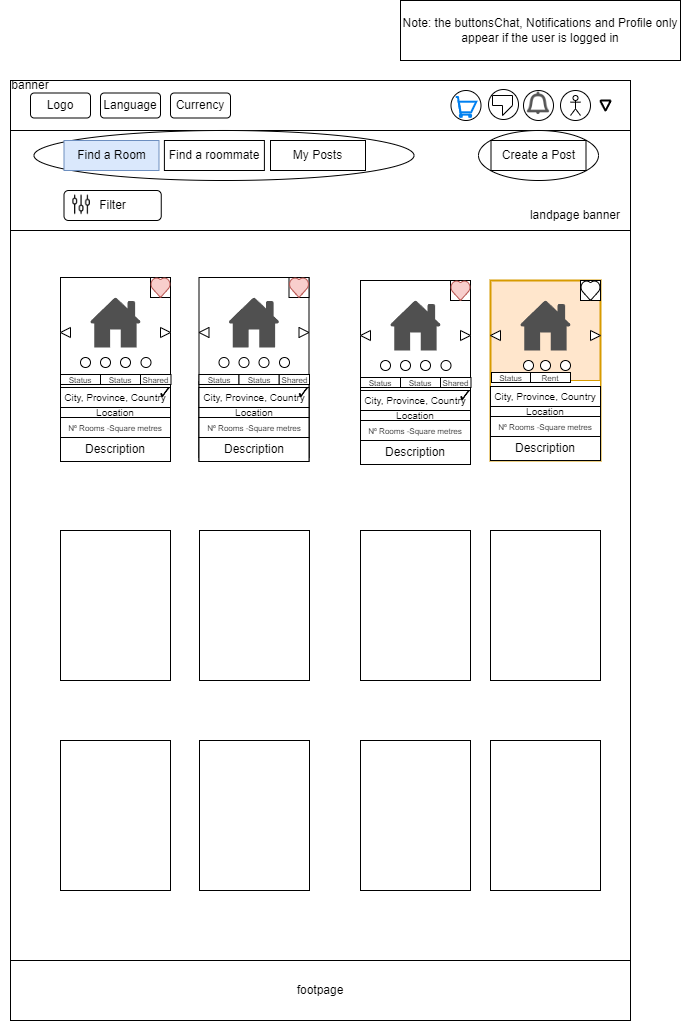 Note: the buttonsChat, Notifications and Profile only
appear if the user is logged in
banner
Logo
Language
Currency
Find a Room
Find a roommate
My Posts
Create a Post
Filter
landpage banner
Status
Status
Shared
City, Province, Country
Location
Nº Rooms -Square metres
Description
Status
Status
Shared
City, Province, Country
Location
Nº Rooms -Square metres
Description
Status
Status
Shared
City, Province, Country
Location
Nº Rooms -Square metres
Description
Status
Rent
City, Province, Country
Location
Nº Rooms -Square metres
Description
footpage